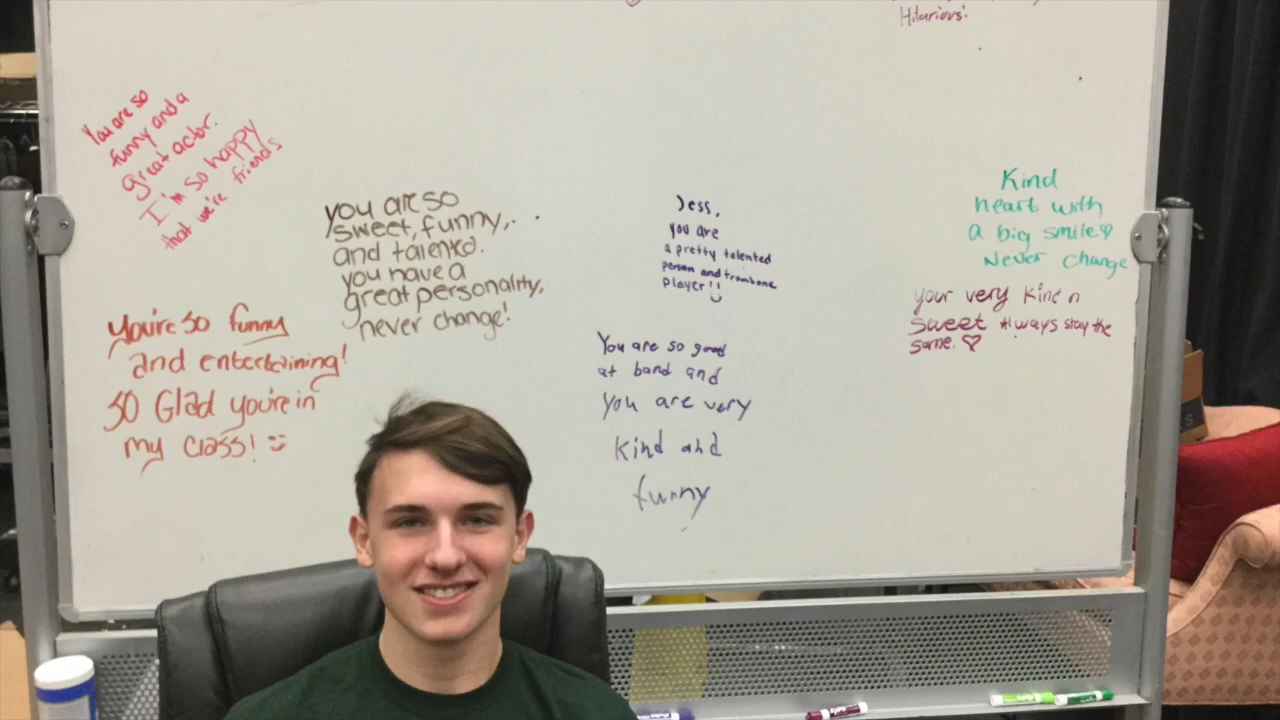 Hilarious!
You are so
funny and a
great actor.
I'm so happy
that we're friends
you are so
sweet, funny,..
and talented.
you have a
great personality,
never change!
Jess,
you are
a pretty talented
person and trombone
player!!
Kind
heart with
a big smile♡
Never change
your very kind n
sweet Always stay the
same. ♡
You're so funny
and entertaining!
SO Glad you're in
my class! :)
You are so good
at band and
you are very
kind and
funny